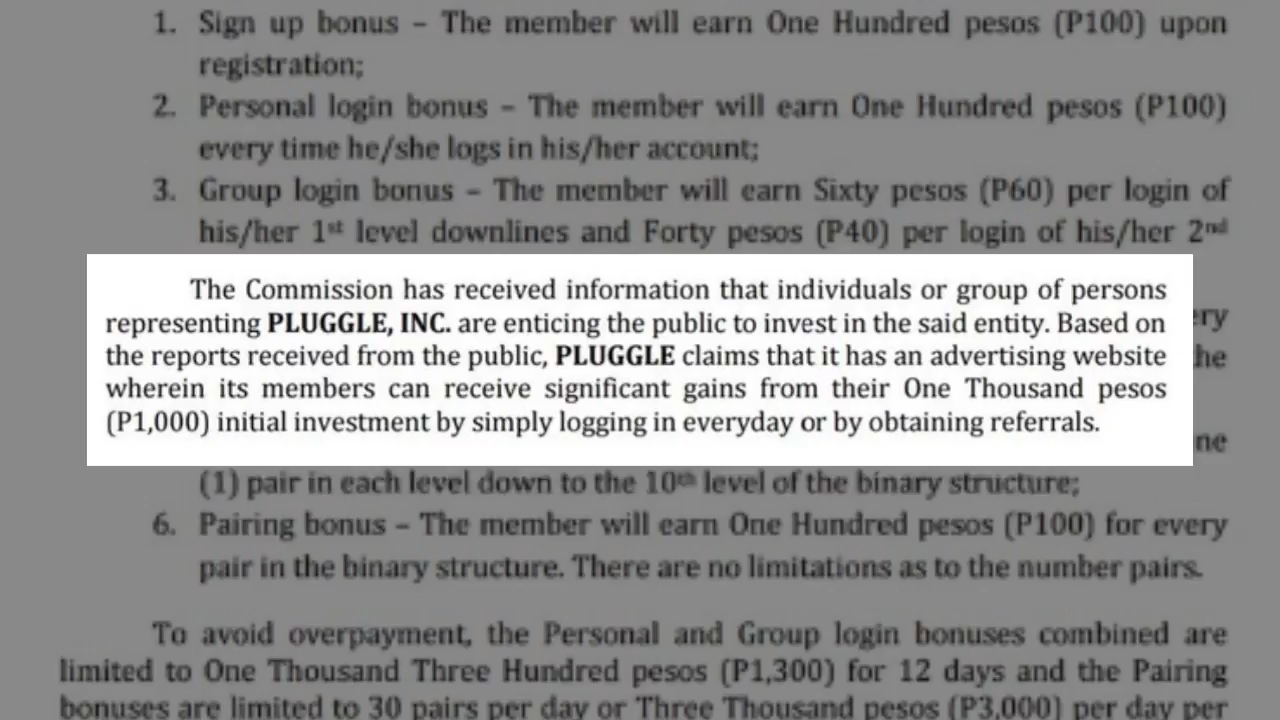 1. Sign up bonus – The member will earn One Hundred pesos (P100) upon
registration;
2. Personal login bonus – The member will earn One Hundred pesos (P100)
every time he/she logs in his/her account;
3. Group login bonus – The member will earn Sixty pesos (P60) per login of
his/her 1st level downlines and Forty pesos (P40) per login of his/her 2nd
The Commission has received information that individuals or group of persons
representing PLUGGLE, INC. are enticing the public to invest in the said entity. Based on
the reports received from the public, PLUGGLE claims that it has an advertising website
wherein its members can receive significant gains from their One Thousand pesos
(P1,000) initial investment by simply logging in everyday or by obtaining referrals.
(1) pair in each level down to the 10th level of the binary structure;
6. Pairing bonus – The member will earn One Hundred pesos (P100) for every
pair in the binary structure. There are no limitations as to the number pairs.
To avoid overpayment, the Personal and Group login bonuses combined are
limited to One Thousand Three Hundred pesos (P1,300) for 12 days and the Pairing
bonuses are limited to 30 pairs per day or Three Thousand pesos (P3,000) per day per